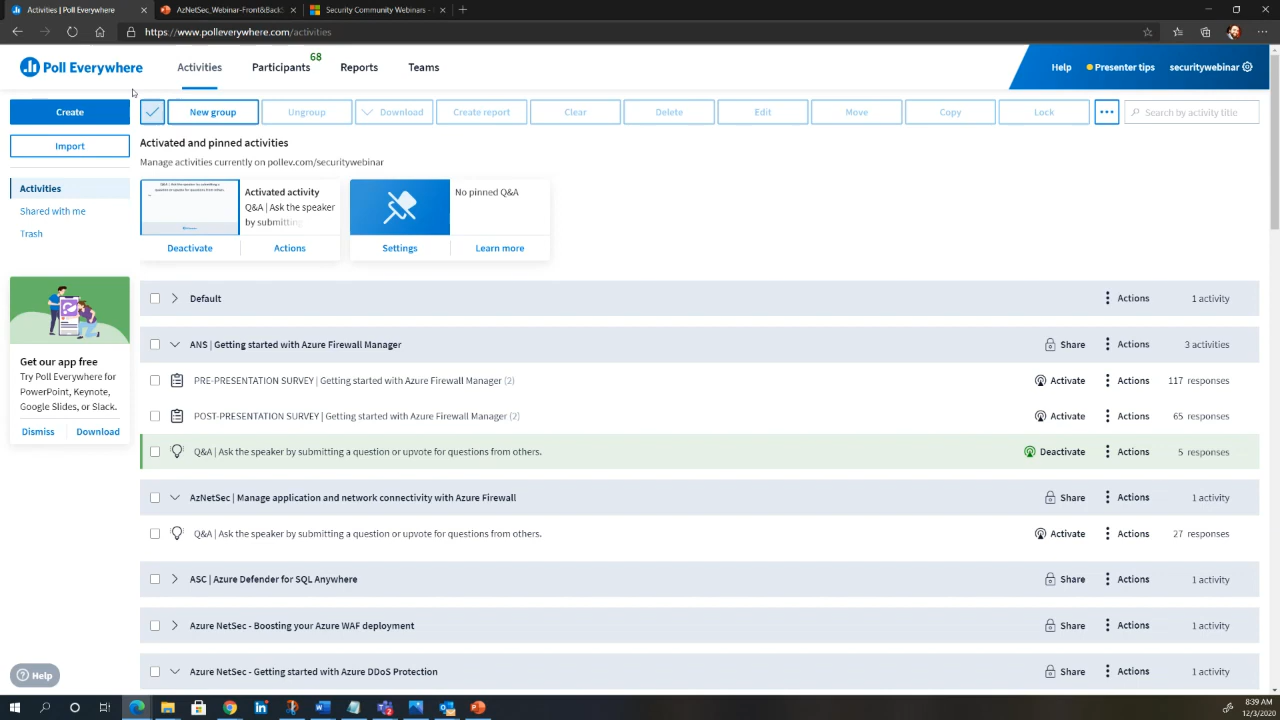 Activities | Poll Everywhere
AzNetSec_Webinar-Front&Back
Security Community Webinars -
https://www.polleverywhere.com/activities
Poll Everywhere
Activities
Participants
68
Reports
Teams
Help
Presenter tips
securitywebinar
Create
New group
Ungroup
Download
Create report
Clear
Delete
Edit
Move
Copy
Lock
Search by activity title
Import
Activities
Shared with me
Trash
Get our app free
Try Poll Everywhere for
PowerPoint, Keynote,
Google Slides, or Slack.
Dismiss
Download
Activated and pinned activities
Manage activities currently on pollev.com/securitywebinar
Activated activity
Q&A | Ask the speaker
by submitting
Deactivate
Actions
No pinned Q&A
Settings
Learn more
Default Actions 1 activity
ANS | Getting started with Azure Firewall Manager Share Actions 3 activities
PRE-PRESENTATION SURVEY | Getting started with Azure Firewall Manager (2) Activate Actions 117 responses
POST-PRESENTATION SURVEY | Getting started with Azure Firewall Manager (2) Activate Actions 65 responses
Q&A | Ask the speaker by submitting a question or upvote for questions from others. Deactivate Actions 5 responses
AzNetSec | Manage application and network connectivity with Azure Firewall Share Actions 1 activity
Q&A | Ask the speaker by submitting a question or upvote for questions from others. Activate Actions 27 responses
ASC | Azure Defender for SQL Anywhere Share Actions 1 activity
Azure NetSec - Boosting your Azure WAF deployment Share Actions 1 activity
Azure NetSec - Getting started with Azure DDoS Protection Share Actions 1 activity
Help
8:39 AM
12/3/2020